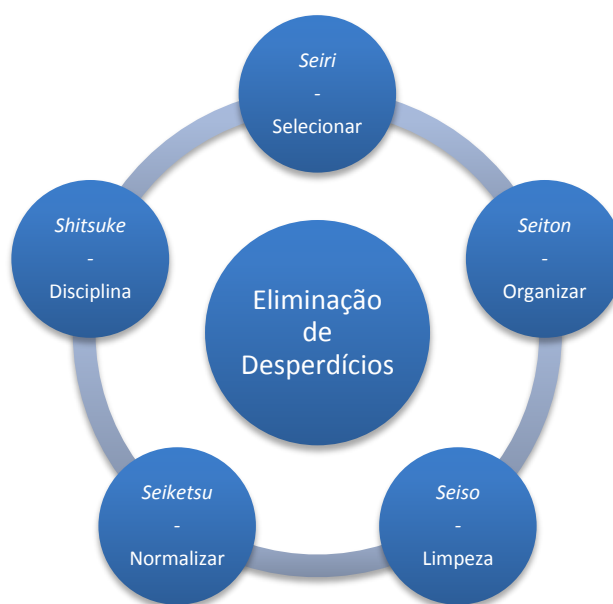 Seiri
-
Selecionar
Seiton
-
Organizar
Seiso
-
Limpeza
Seiketsu
-
Normalizar
Shitsuke
-
Disciplina
Eliminação
de
Desperdícios